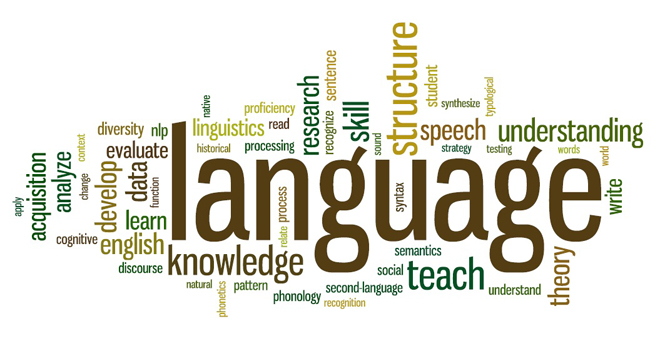 structure
student
sentence
research
native
proficiency
skill
synthesize
typological
diversity
nlp
linguistics
read
recognize
sound
speech
understanding
context
historical
processing
strategy
testing
words
world
evaluate
acquisition
analyze
change
develop
data
function
language
apply
syntax
write
learn
process
relate
cognitive
english
semantics
discourse
knowledge
social
teach
theory
natural
phonetics
pattern
phonology
second-language
recognition
understand